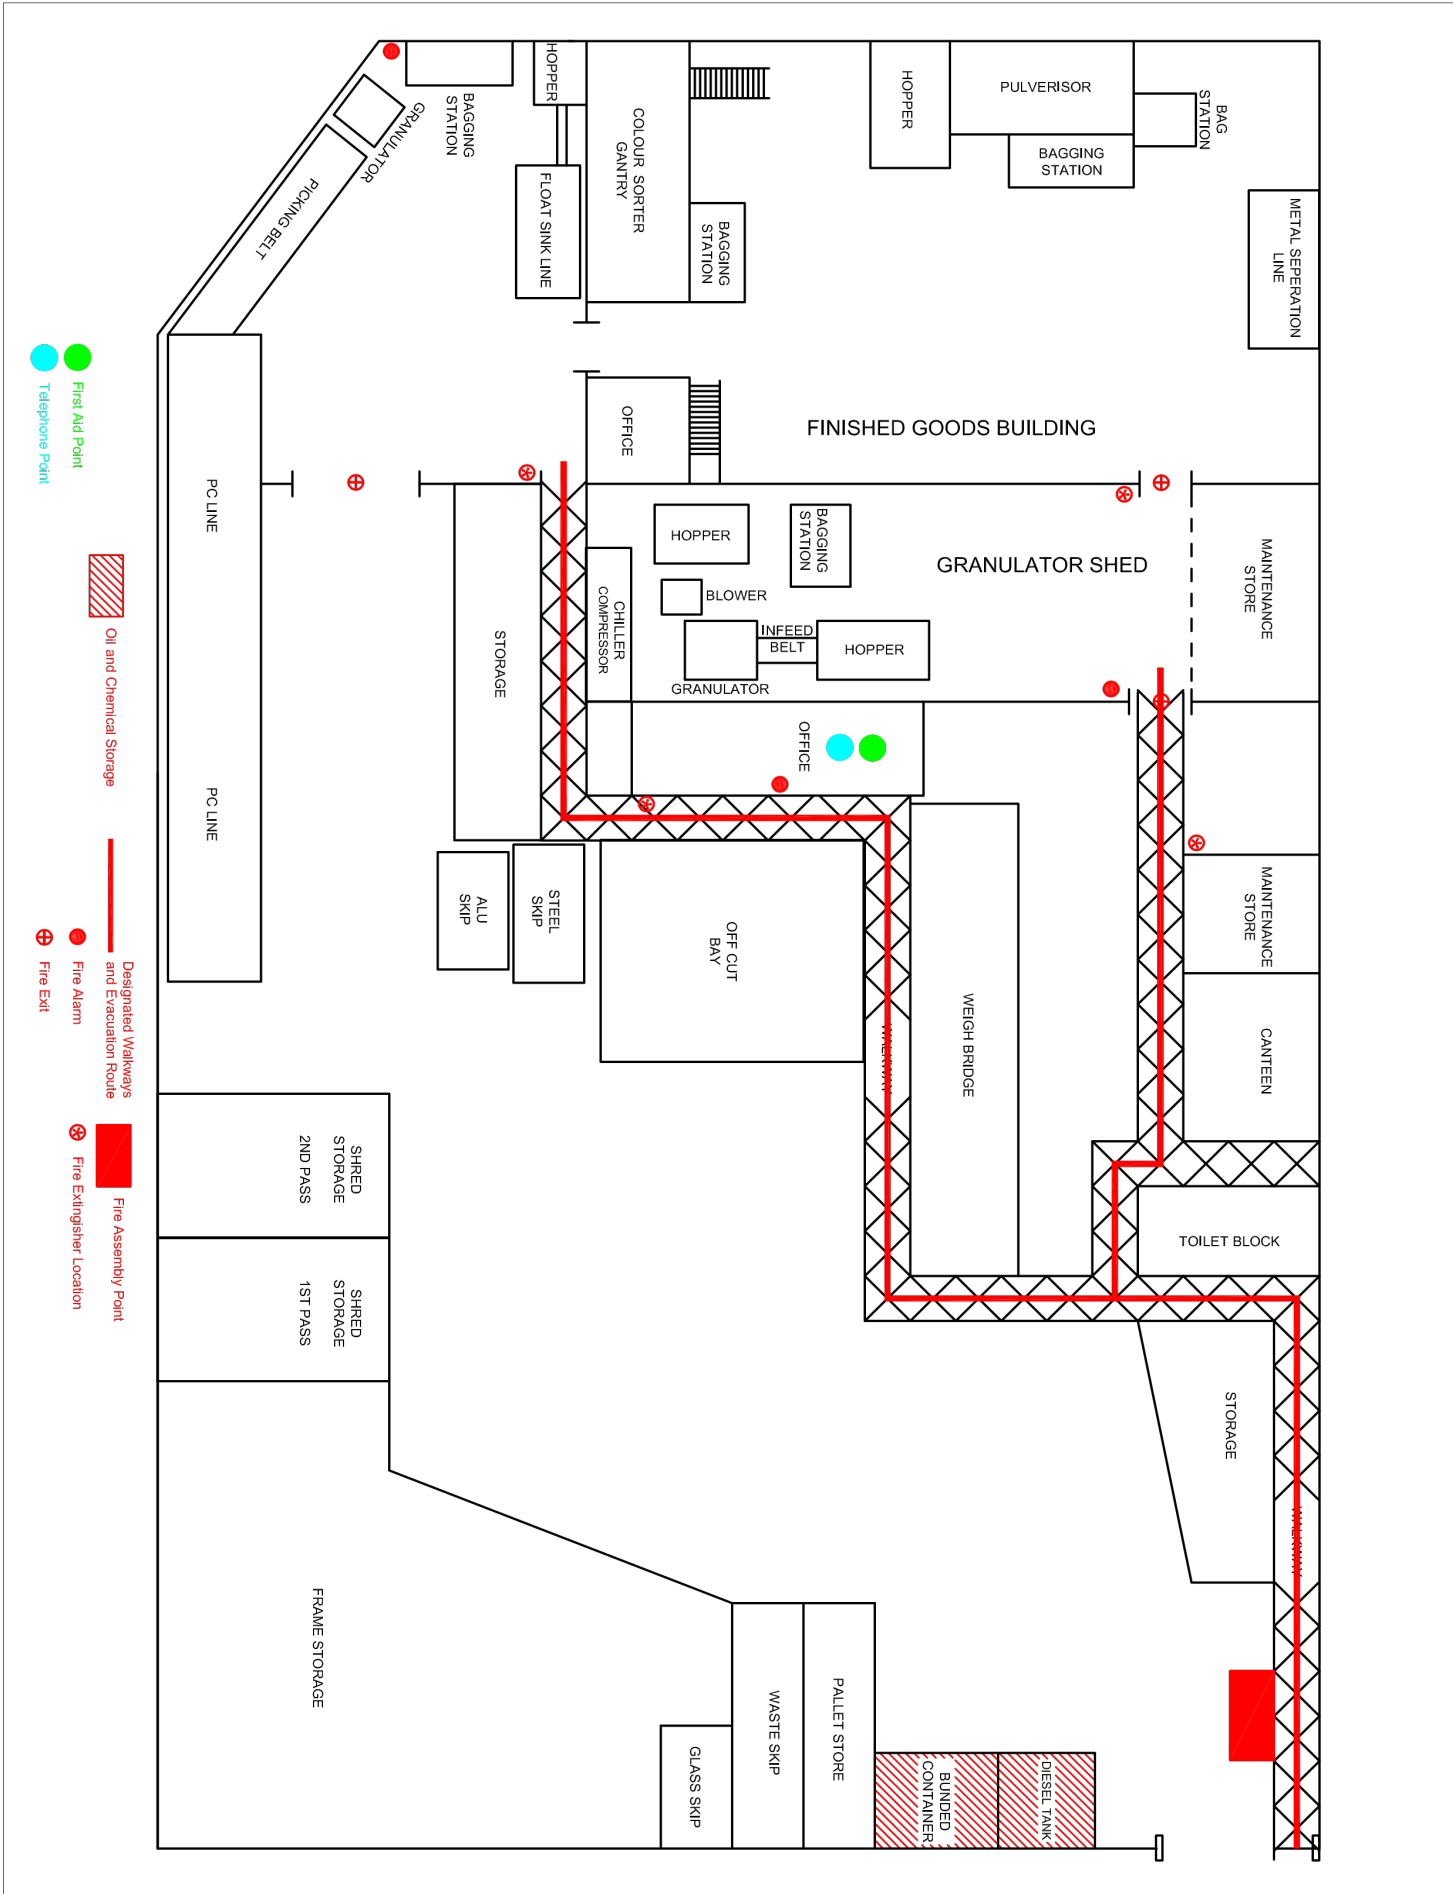 HOPPER
BAGGING
STATION
GRANULATOR
PICKING BELT
FLOAT SINK LINE
COLOUR SORTER
GANTRY
BAGGING
STATION
HOPPER
PULVERISOR
BAGGING
STATION
BAG
STATION
METAL SEPERATION
LINE
OFFICE
FINISHED GOODS BUILDING
PC LINE
PC LINE
STORAGE
CHILLER
COMPRESSOR
HOPPER
BAGGING
STATION
BLOWER
INFEED
BELT
HOPPER
GRANULATOR
GRANULATOR SHED
MAINTENANCE
STORE
OFFICE
ALU
SKIP
STEEL
SKIP
OFF CUT
BAY
WALKWAY
WEIGH BRIDGE
MAINTENANCE
STORE
CANTEEN
TOILET BLOCK
STORAGE
WALKWAY
SHRED
STORAGE
2ND PASS
SHRED
STORAGE
1ST PASS
FRAME STORAGE
GLASS SKIP
WASTE SKIP
PALLET STORE
BUNDED
CONTAINER
DIESEL TANK
First Aid Point
Telephone Point
Oil and Chemical Storage
Designated Walkways
and Evacuation Route
Fire Alarm
Fire Exit
Fire Assembly Point
Fire Extingisher Location